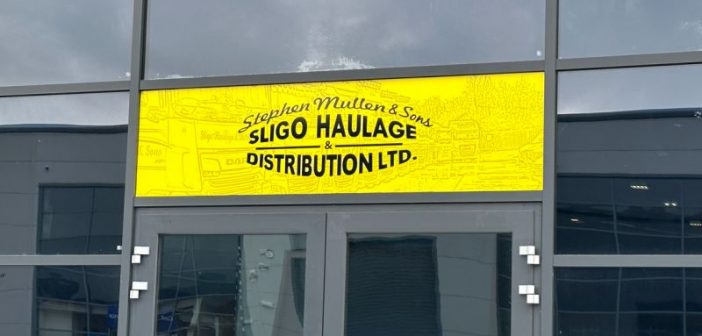 Stephen Mullen & Sons
SLIGO HAULAGE
&
DISTRIBUTION LTD.